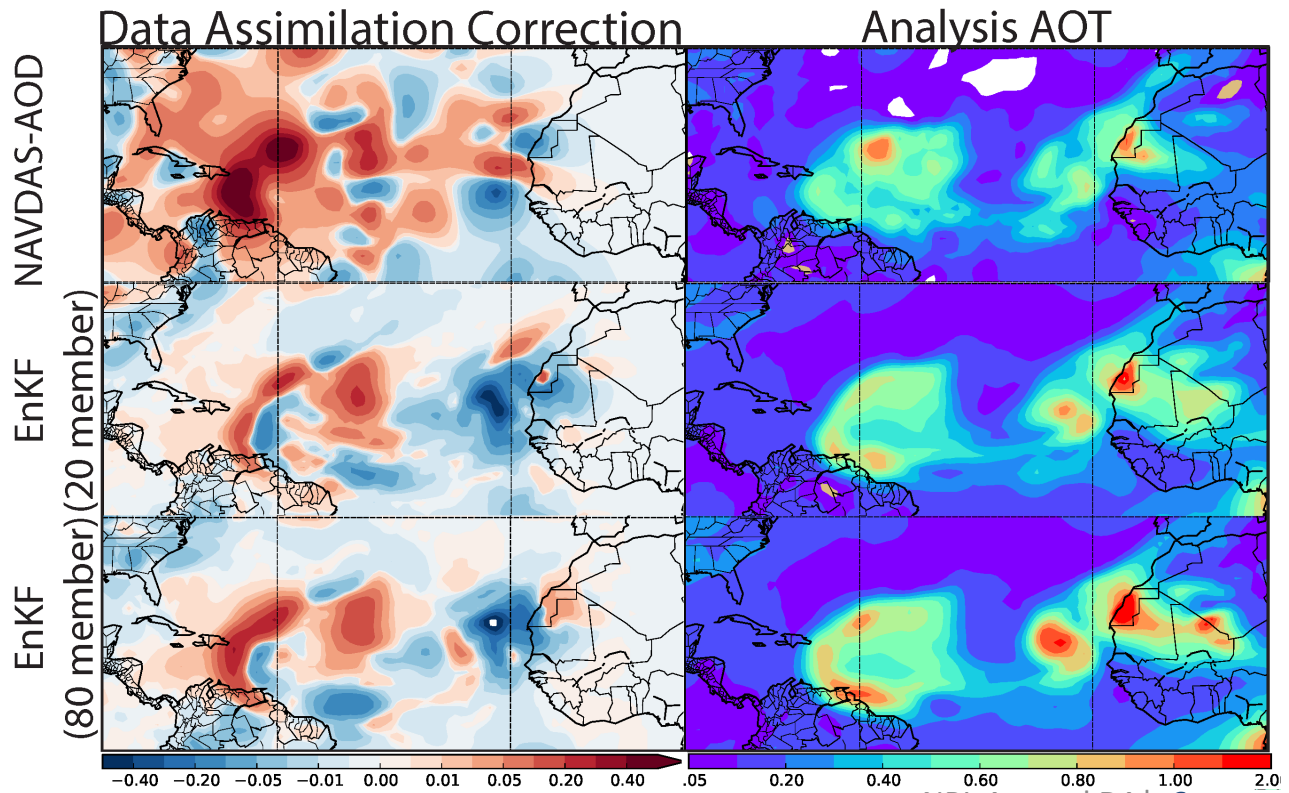 Data Assimilation Correction
Analysis AOT
NAVDAS-AOD
EnKF
(20 member)
EnKF
(80 member)
−0.40 −0.20 −0.05 −0.01 0.00 0.01 0.05 0.20 0.40
.05 0.20 0.40 0.60 0.80 1.00 2.0